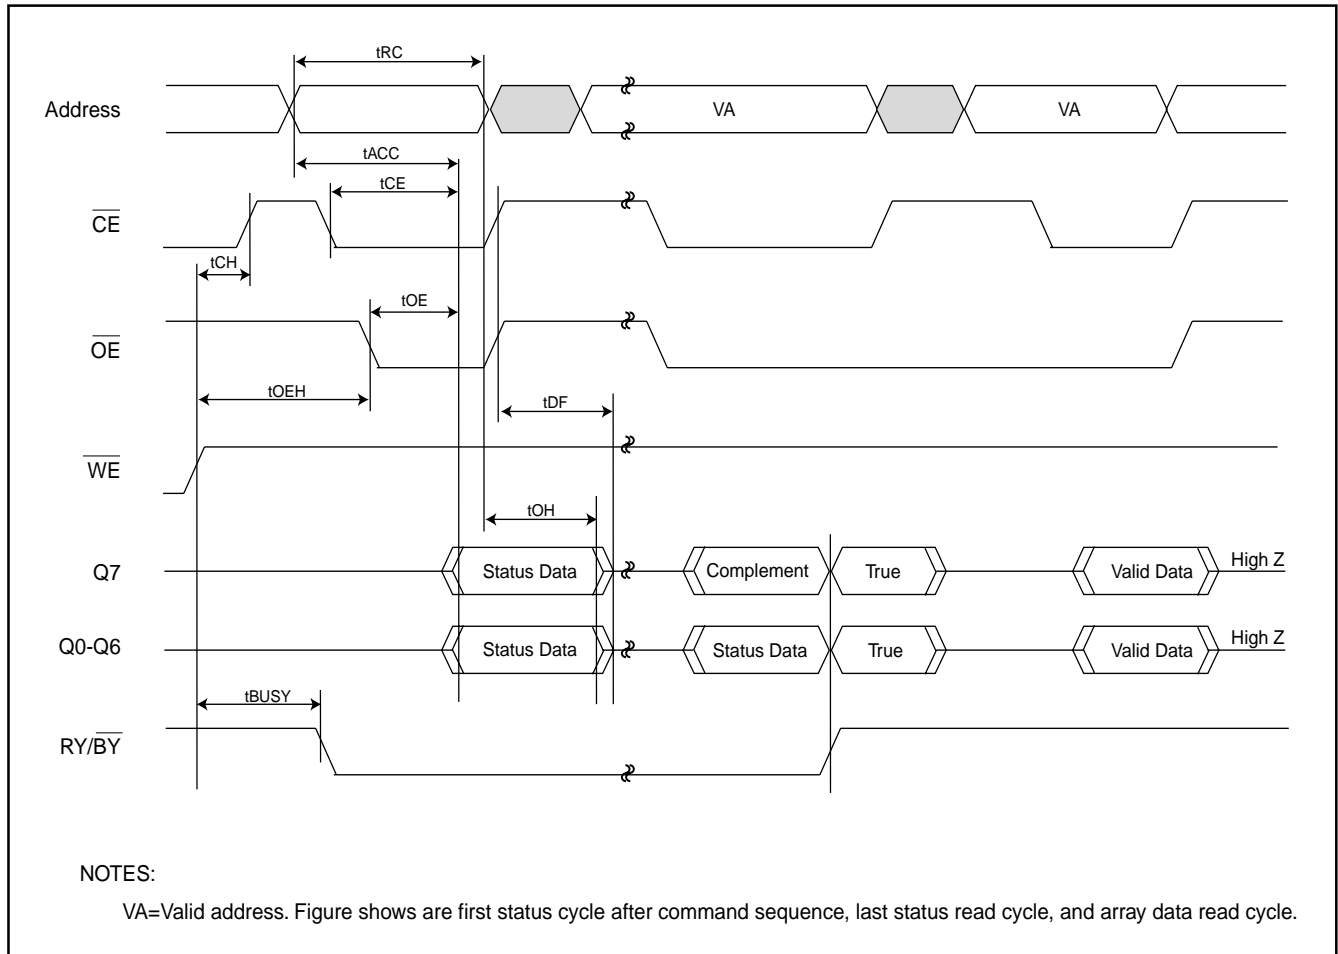 tRC
Address
VA
VA
tACC
tCE
CE
tCH
tOE
OE
tOEH
tDF
WE
tOH
Q7
Status Data
Complement
True
Valid Data
High Z
Q0-Q6
Status Data
Status Data
True
Valid Data
High Z
tBUSY
RY/BY
NOTES:
VA=Valid address. Figure shows are first status cycle after command sequence, last status read cycle, and array data read cycle.